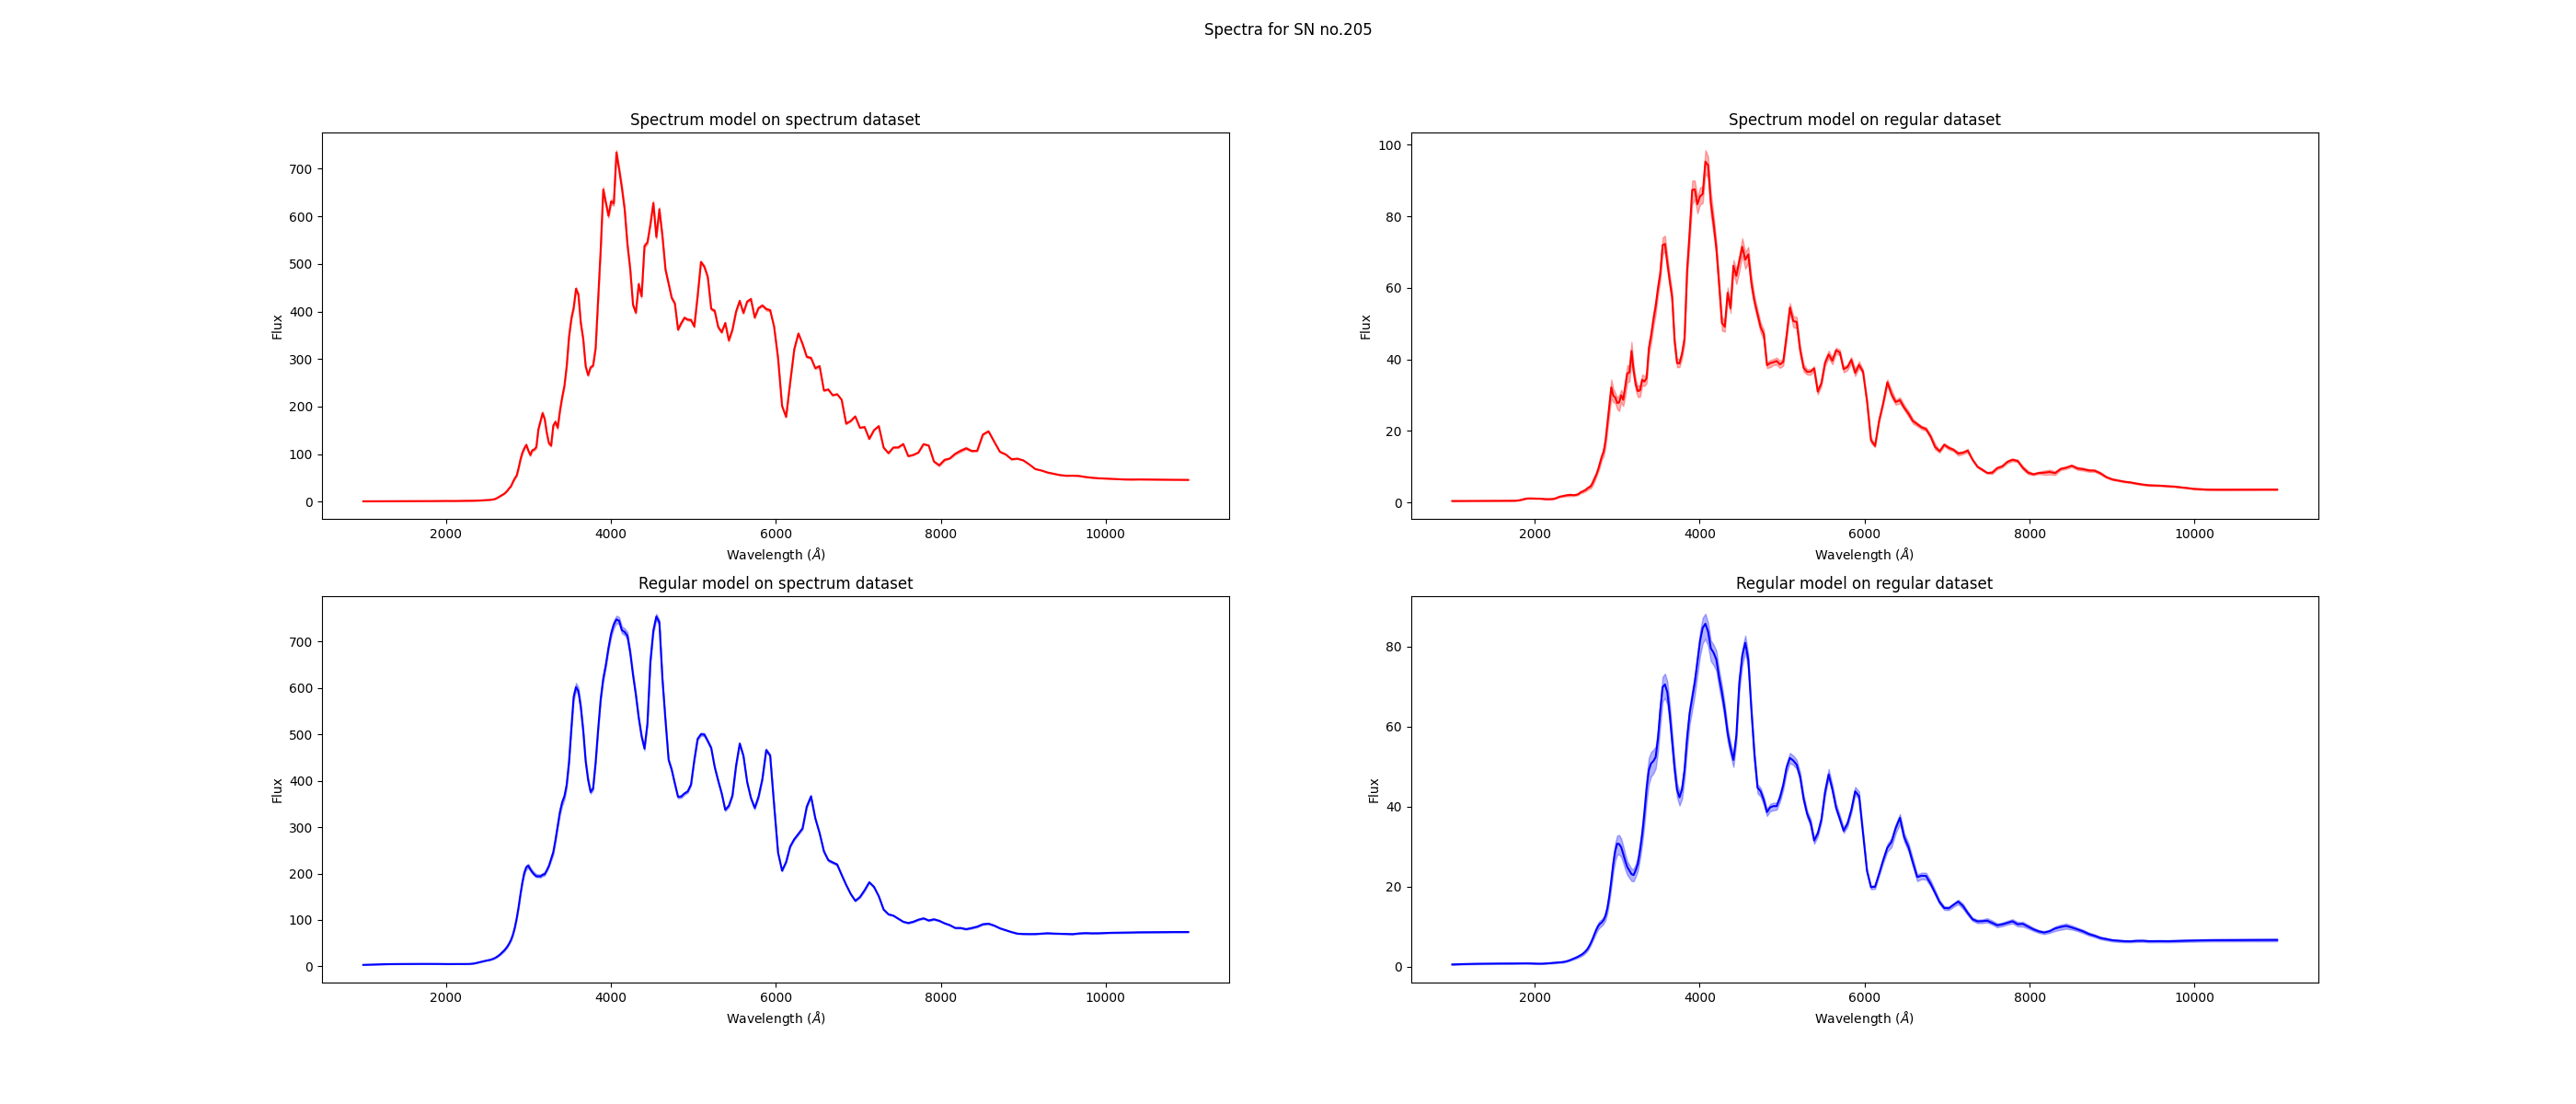 Spectra for SN no.205
Spectrum model on spectrum dataset
Flux
700
600
500
400
300
200
100
0
2000 4000 6000 8000 10000
Wavelength (Å)
Spectrum model on regular dataset
Flux
100
80
60
40
20
0
2000 4000 6000 8000 10000
Wavelength (Å)
Regular model on spectrum dataset
Flux
700
600
500
400
300
200
100
0
2000 4000 6000 8000 10000
Wavelength (Å)
Regular model on regular dataset
Flux
80
60
40
20
0
2000 4000 6000 8000 10000
Wavelength (Å)